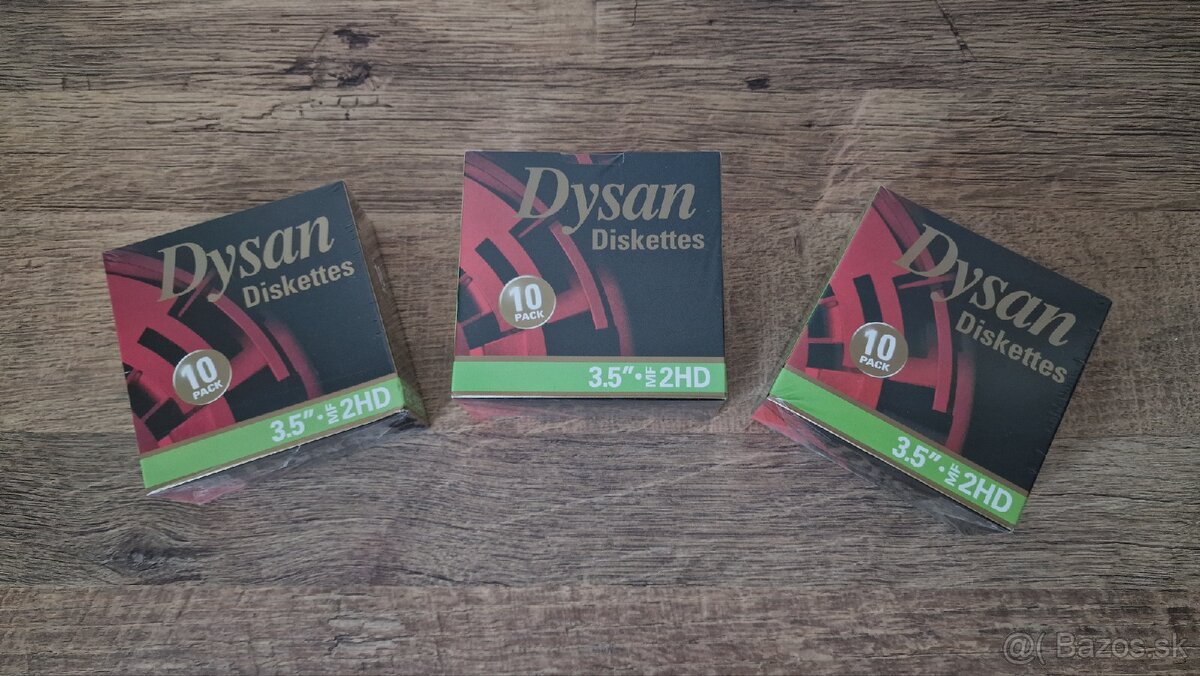 Dysan
Diskettes
10
PACK
3.5"•MF 2HD
Dysan
Diskettes
10
PACK
3.5"•MF 2HD
Dysan
Diskettes
10
PACK
3.5"•MF 2HD
@( Bazos.sk